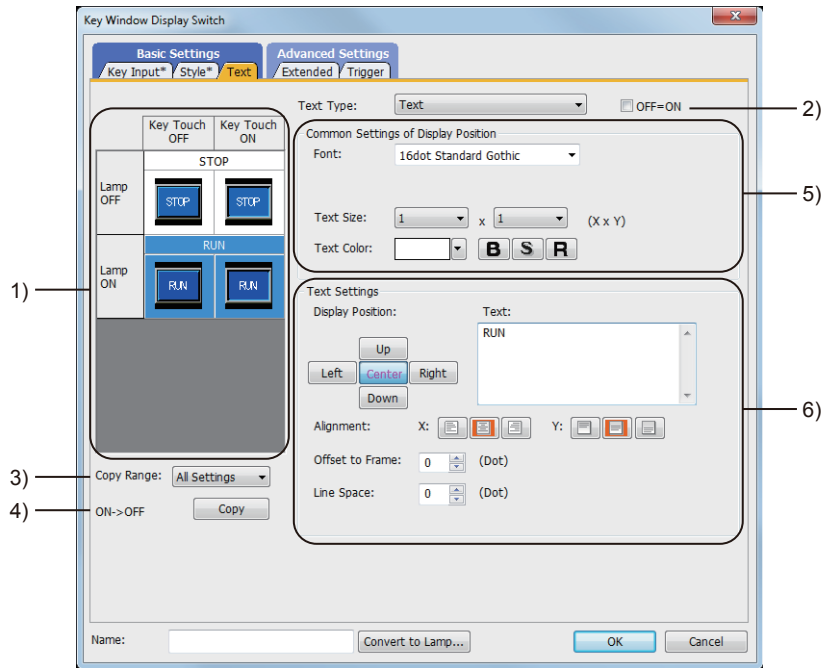 Key Window Display Switch
Basic Settings Advanced Settings
Key Input* Style* Text Extended Trigger
Text Type: Text OFF=ON 2)
Key Touch OFF Key Touch ON
STOP
Lamp OFF STOP STOP
RUN
Lamp ON RUN RUN
1)
Common Settings of Display Position
Font: 16dot Standard Gothic
5)
Text Size: 1 x 1 (X x Y)
Text Color: B S R
Text Settings
Display Position: Text:
RUN
Up
Left Center Right
Down
6)
Alignment: X: Y:
Offset to Frame: 0 (Dot)
Line Space: 0 (Dot)
3) Copy Range: All Settings
4) ON->OFF Copy
Name: Convert to Lamp... OK Cancel